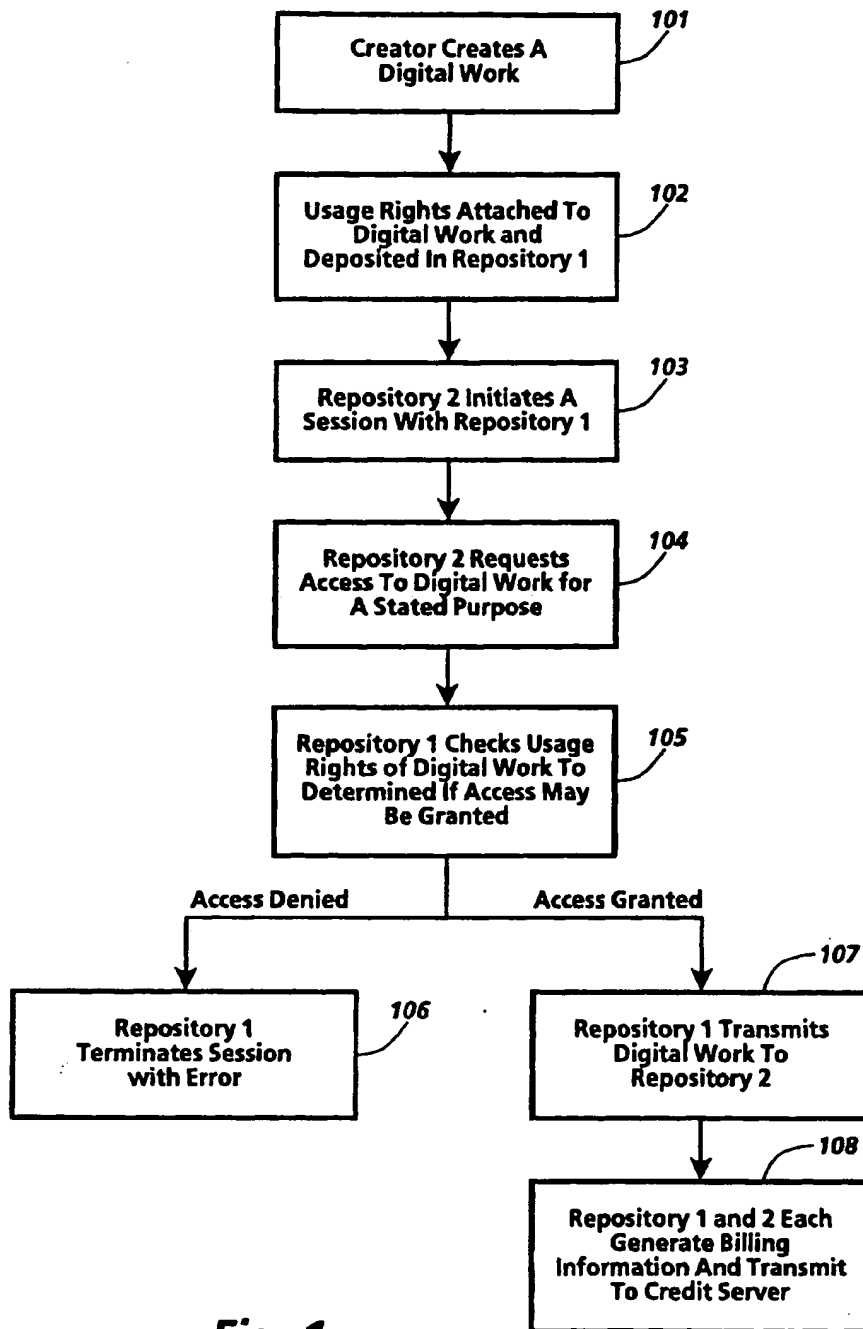 101
Creator Creates A
Digital Work
102
Usage Rights Attached To
Digital Work and
Deposited In Repository 1
103
Repository 2 Initiates A
Session With Repository 1
104
Repository 2 Requests
Access To Digital Work for
A Stated Purpose
105
Repository 1 Checks Usage
Rights of Digital Work To
Determined If Access May
Be Granted
Access Denied
Access Granted
106
Repository 1
Terminates Session
with Error
107
Repository 1 Transmits
Digital Work To
Repository 2
108
Repository 1 and 2 Each
Generate Billing
Information And Transmit
To Credit Server
Fig. 1